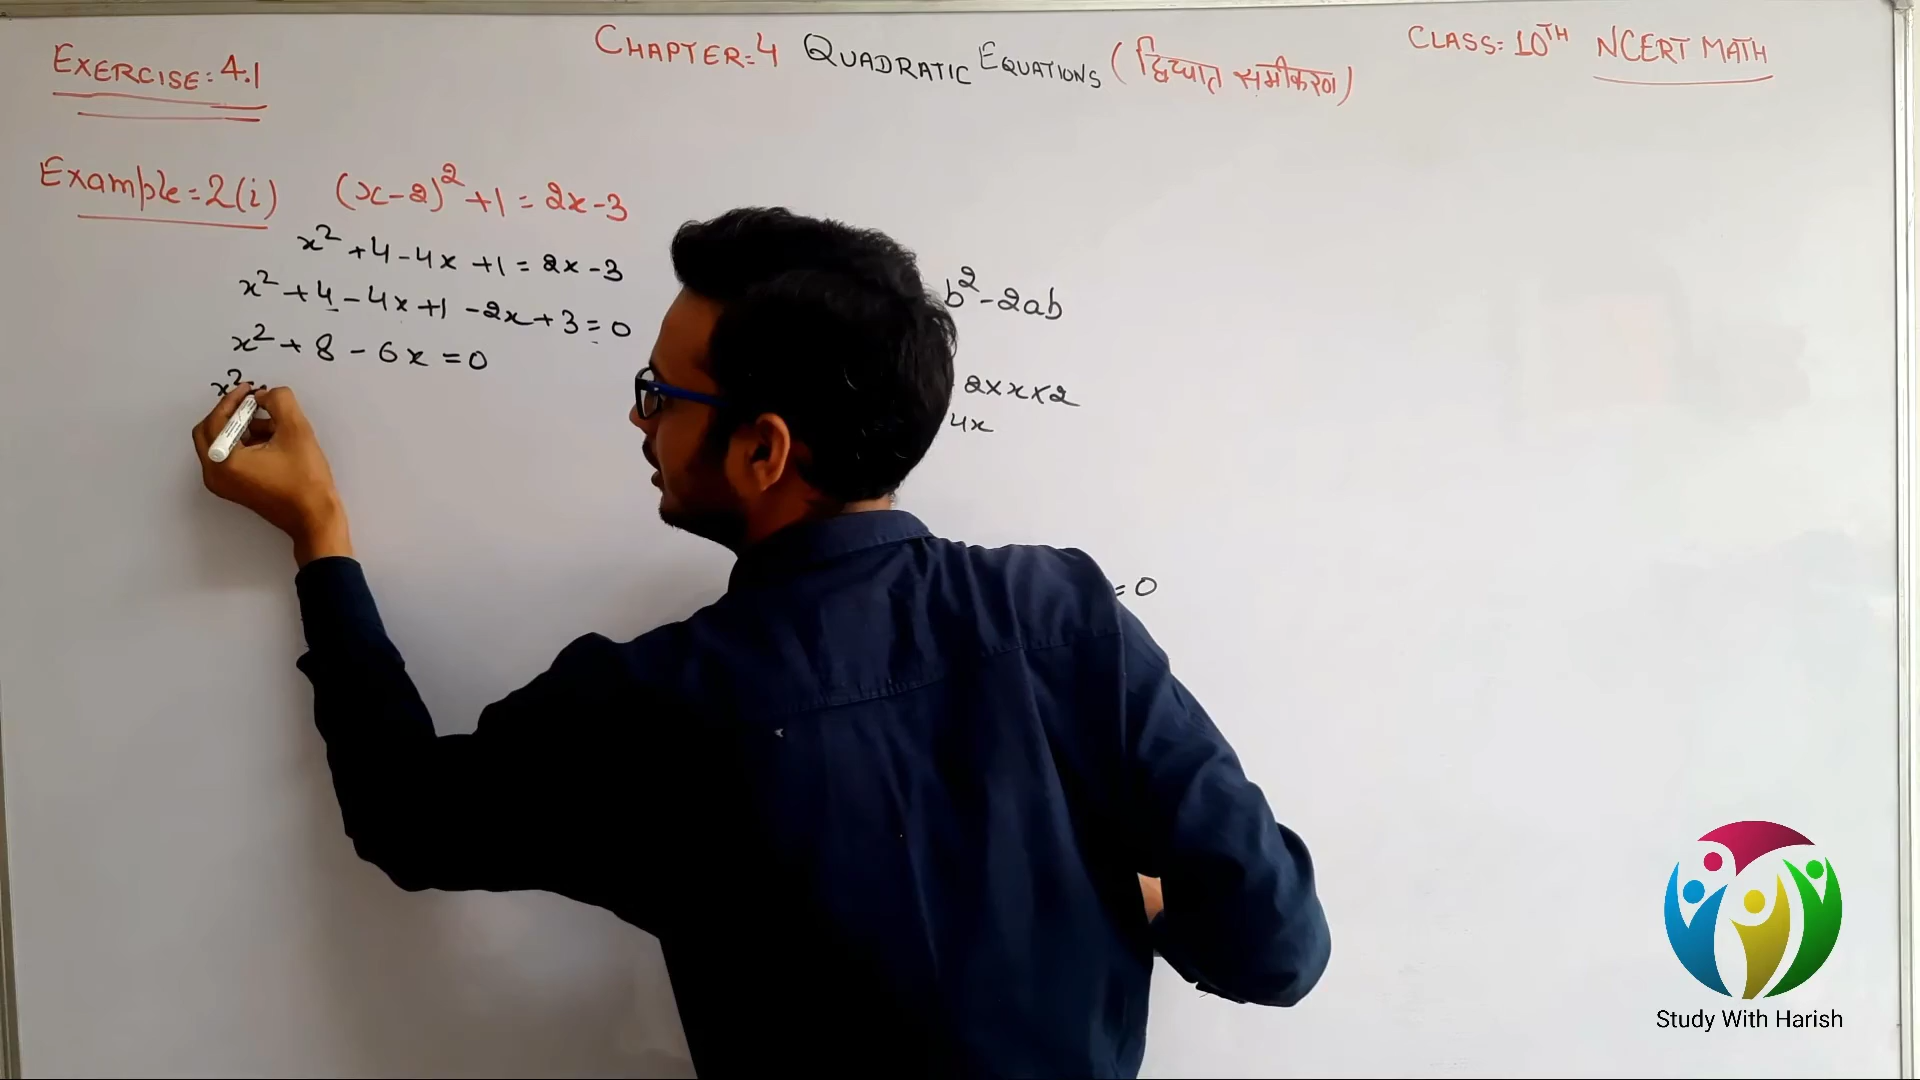 EXERCISE:4.1
CHAPTER:4 QUADRATIC EQUATIONS (द्विघात समीकरण)
CLASS:10TH NCERT MATH
Example=2(i) (x-2)²+1=2x-3
x²+4-4x+1=2x-3
x²+4-4x+1-2x+3=0
x²+8-6x=0
x²-
b²-2ab
2×x×2
4x
=0
Study With Harish